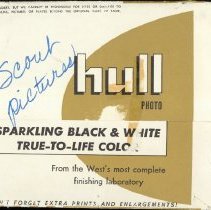 Scout
Pictures
hull
PHOTO
SPARKLING BLACK & WHITE
TRUE-TO-LIFE COLOR
From the West's most complete
finishing laboratory
FORGET EXTRA PRINTS, AND ENLARGEMENTS!